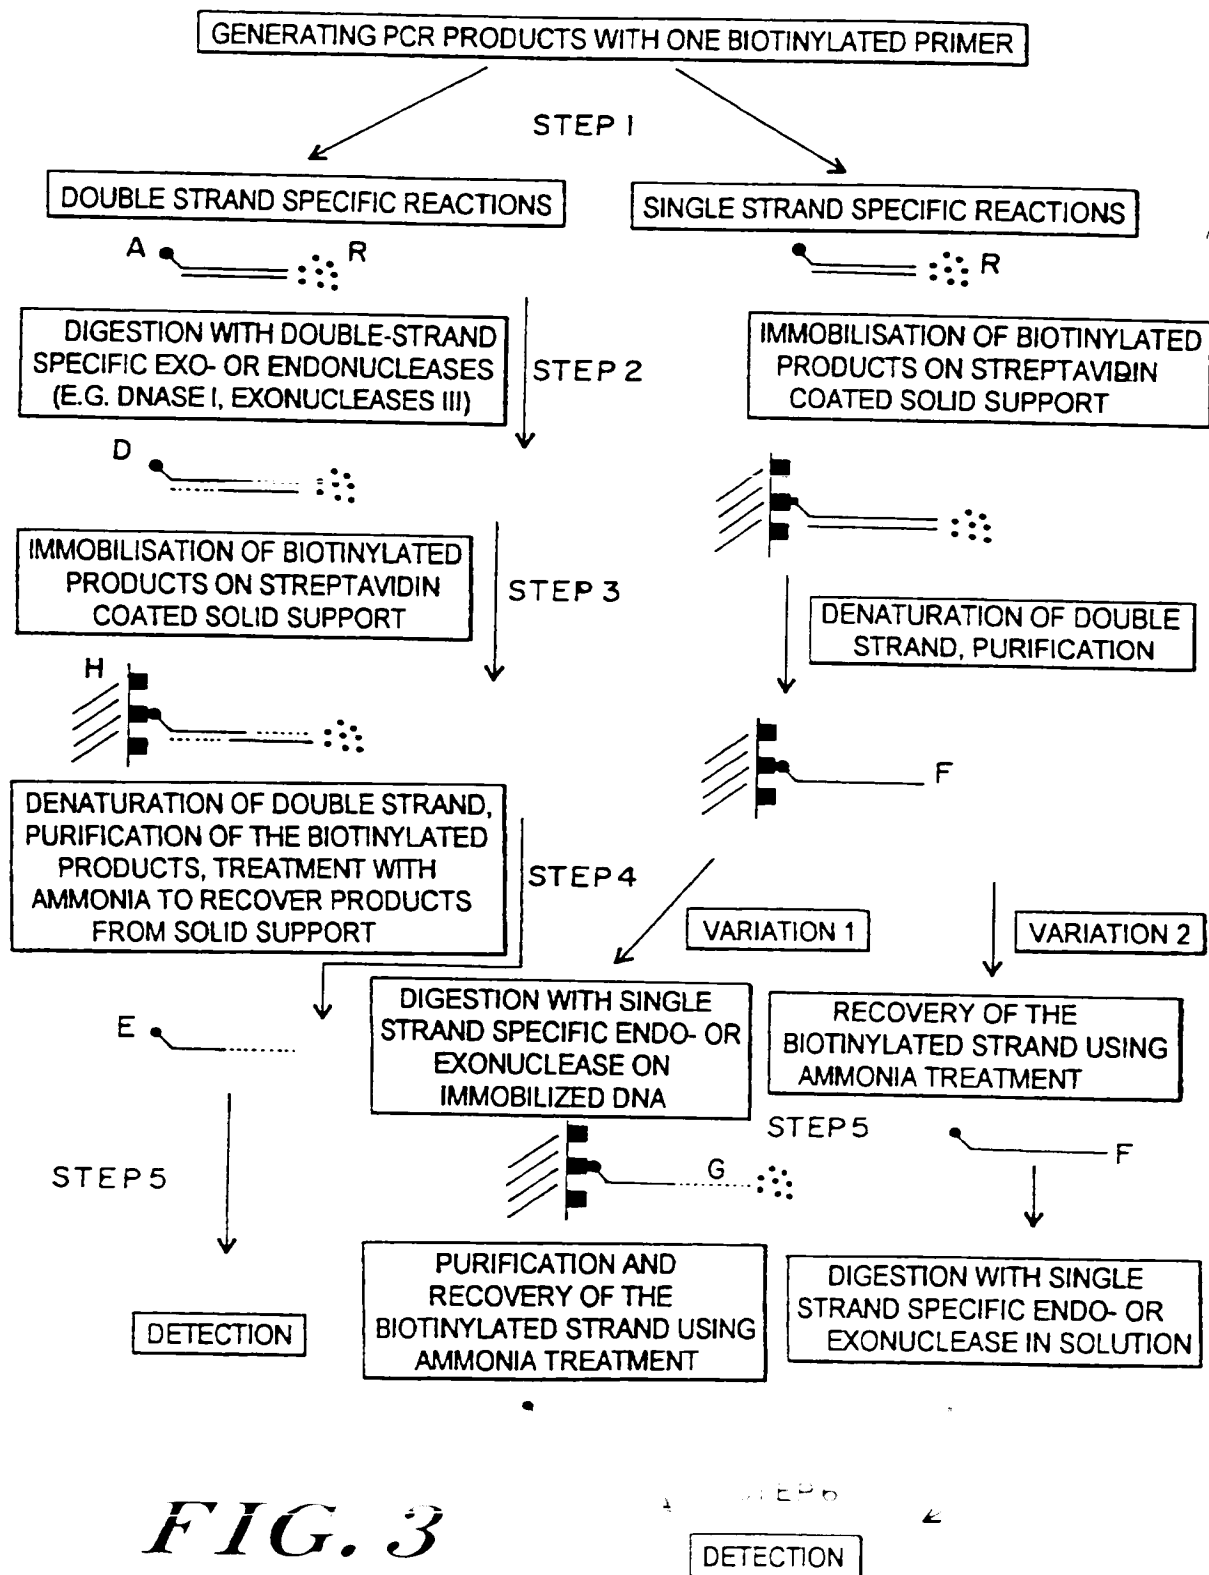 GENERATING PCR PRODUCTS WITH ONE BIOTINYLATED PRIMER
STEP 1
DOUBLE STRAND SPECIFIC REACTIONS
SINGLE STRAND SPECIFIC REACTIONS
A
R
R
DIGESTION WITH DOUBLE-STRAND
SPECIFIC EXO- OR ENDONUCLEASES
(E.G. DNASE I, EXONUCLEASES III)
STEP 2
IMMOBILISATION OF BIOTINYLATED
PRODUCTS ON STREPTAVIDIN
COATED SOLID SUPPORT
D
IMMOBILISATION OF BIOTINYLATED
PRODUCTS ON STREPTAVIDIN
COATED SOLID SUPPORT
STEP 3
DENATURATION OF DOUBLE
STRAND, PURIFICATION
H
F
DENATURATION OF DOUBLE STRAND,
PURIFICATION OF THE BIOTINYLATED
PRODUCTS, TREATMENT WITH
AMMONIA TO RECOVER PRODUCTS
FROM SOLID SUPPORT
STEP 4
VARIATION 1
VARIATION 2
E
DIGESTION WITH SINGLE
STRAND SPECIFIC ENDO- OR
EXONUCLEASE ON
IMMOBILIZED DNA
RECOVERY OF THE
BIOTINYLATED STRAND USING
AMMONIA TREATMENT
STEP 5
STEP 5
G
F
PURIFICATION AND
RECOVERY OF THE
BIOTINYLATED STRAND USING
AMMONIA TREATMENT
DIGESTION WITH SINGLE
STRAND SPECIFIC ENDO- OR
EXONUCLEASE IN SOLUTION
DETECTION
STEP 6
DETECTION
FIG. 3